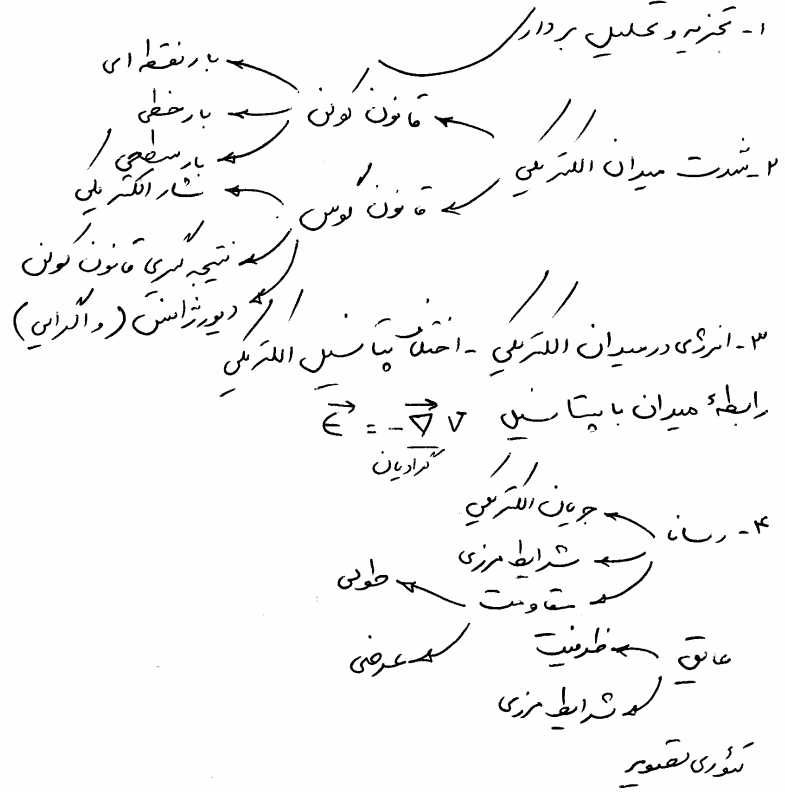 ۱- تجزیه و تحلیل برداری
۲- شدت میدان الکتریکی
قانون کولن
بار نقطه ای
بار خطی
بار سطحی
قانون گوس
شار الکتریکی
نتیجه گیری قانون کولن
دیورژانس (واگرایی)
۳- انرژی در میدان الکتریکی - اختلاف پتانسیل الکتریکی
رابطهٔ میدان با پتانسیل E⃗ = -∇⃗ V
گرادیان
۴- رسانا
جریان الکتریکی
شرایط مرزی
مقاومت
طولی
عرضی
عایق
ظرفیت
شرایط مرزی
تئوری تصویر